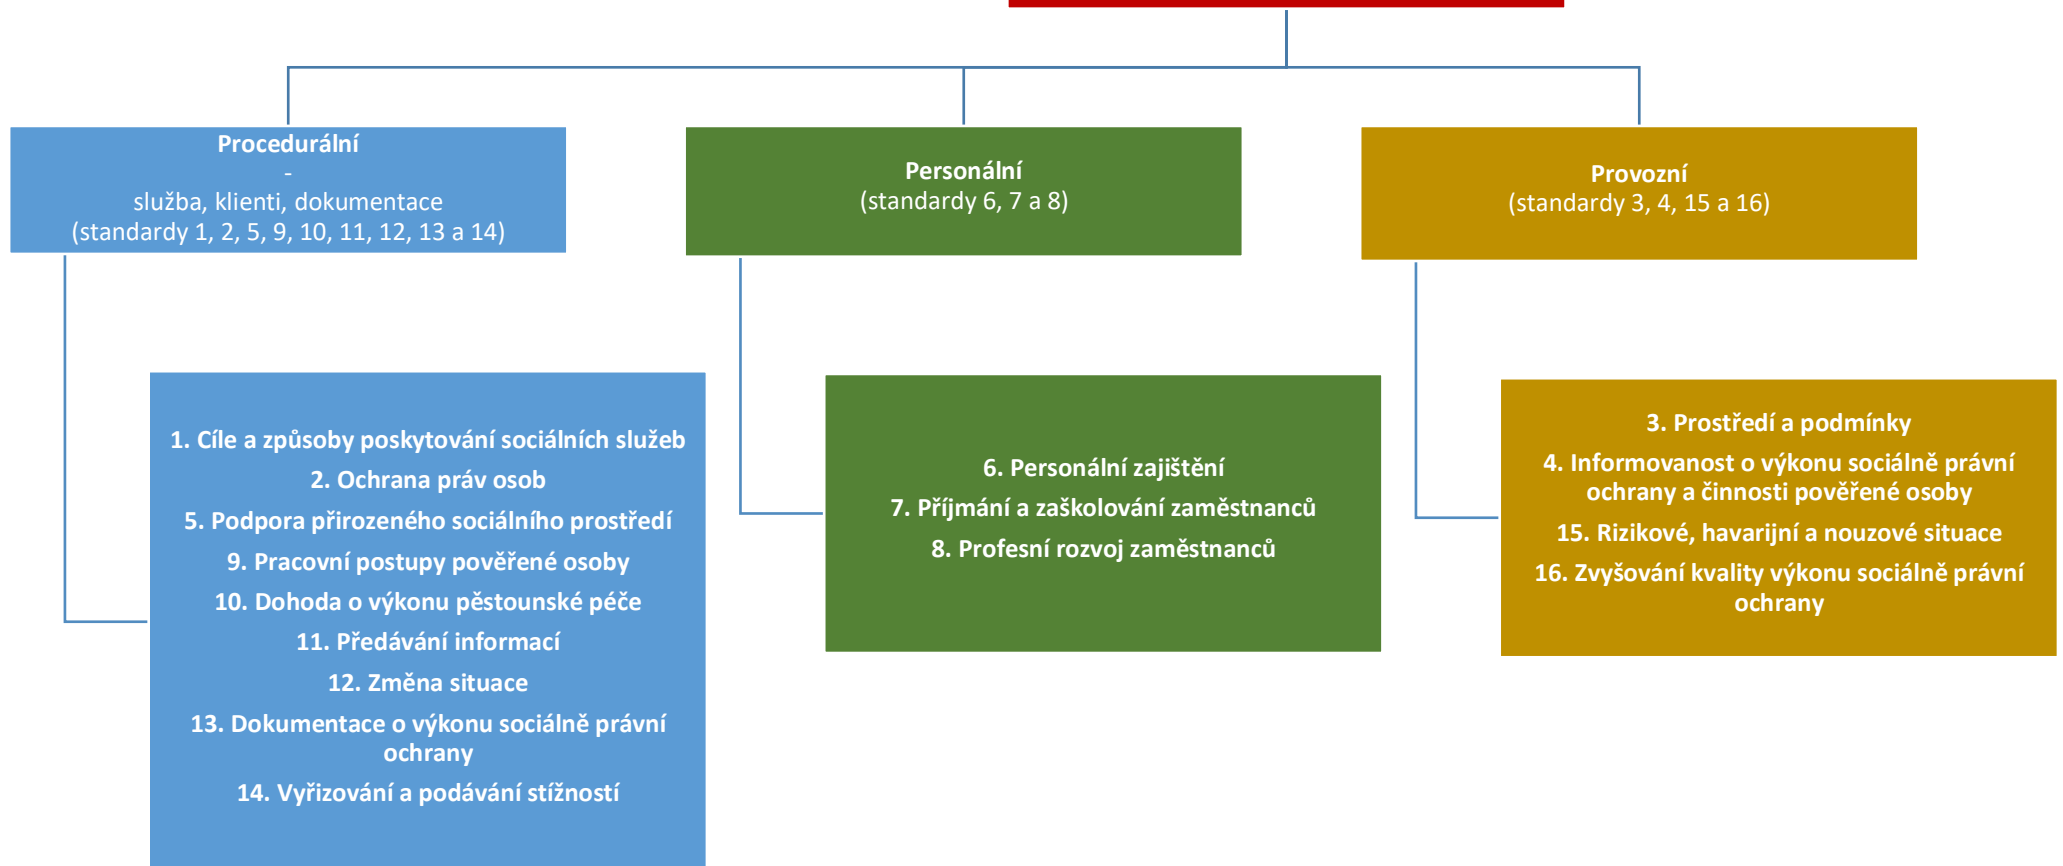 Procedurální
-
služba, klienti, dokumentace
(standardy 1, 2, 5, 9, 10, 11, 12, 13 a 14)
Personální
(standardy 6, 7 a 8)
Provozní
(standardy 3, 4, 15 a 16)
1. Cíle a způsoby poskytování sociálních služeb
2. Ochrana práv osob
5. Podpora přirozeného sociálního prostředí
9. Pracovní postupy pověřené osoby
10. Dohoda o výkonu pěstounské péče
11. Předávání informací
12. Změna situace
13. Dokumentace o výkonu sociálně právní
ochrany
14. Vyřizování a podávání stížností
6. Personální zajištění
7. Příjmání a zaškolování zaměstnanců
8. Profesní rozvoj zaměstnanců
3. Prostředí a podmínky
4. Informovanost o výkonu sociálně právní
ochrany a činnosti pověřené osoby
15. Rizikové, havarijní a nouzové situace
16. Zvyšování kvality výkonu sociálně právní
ochrany